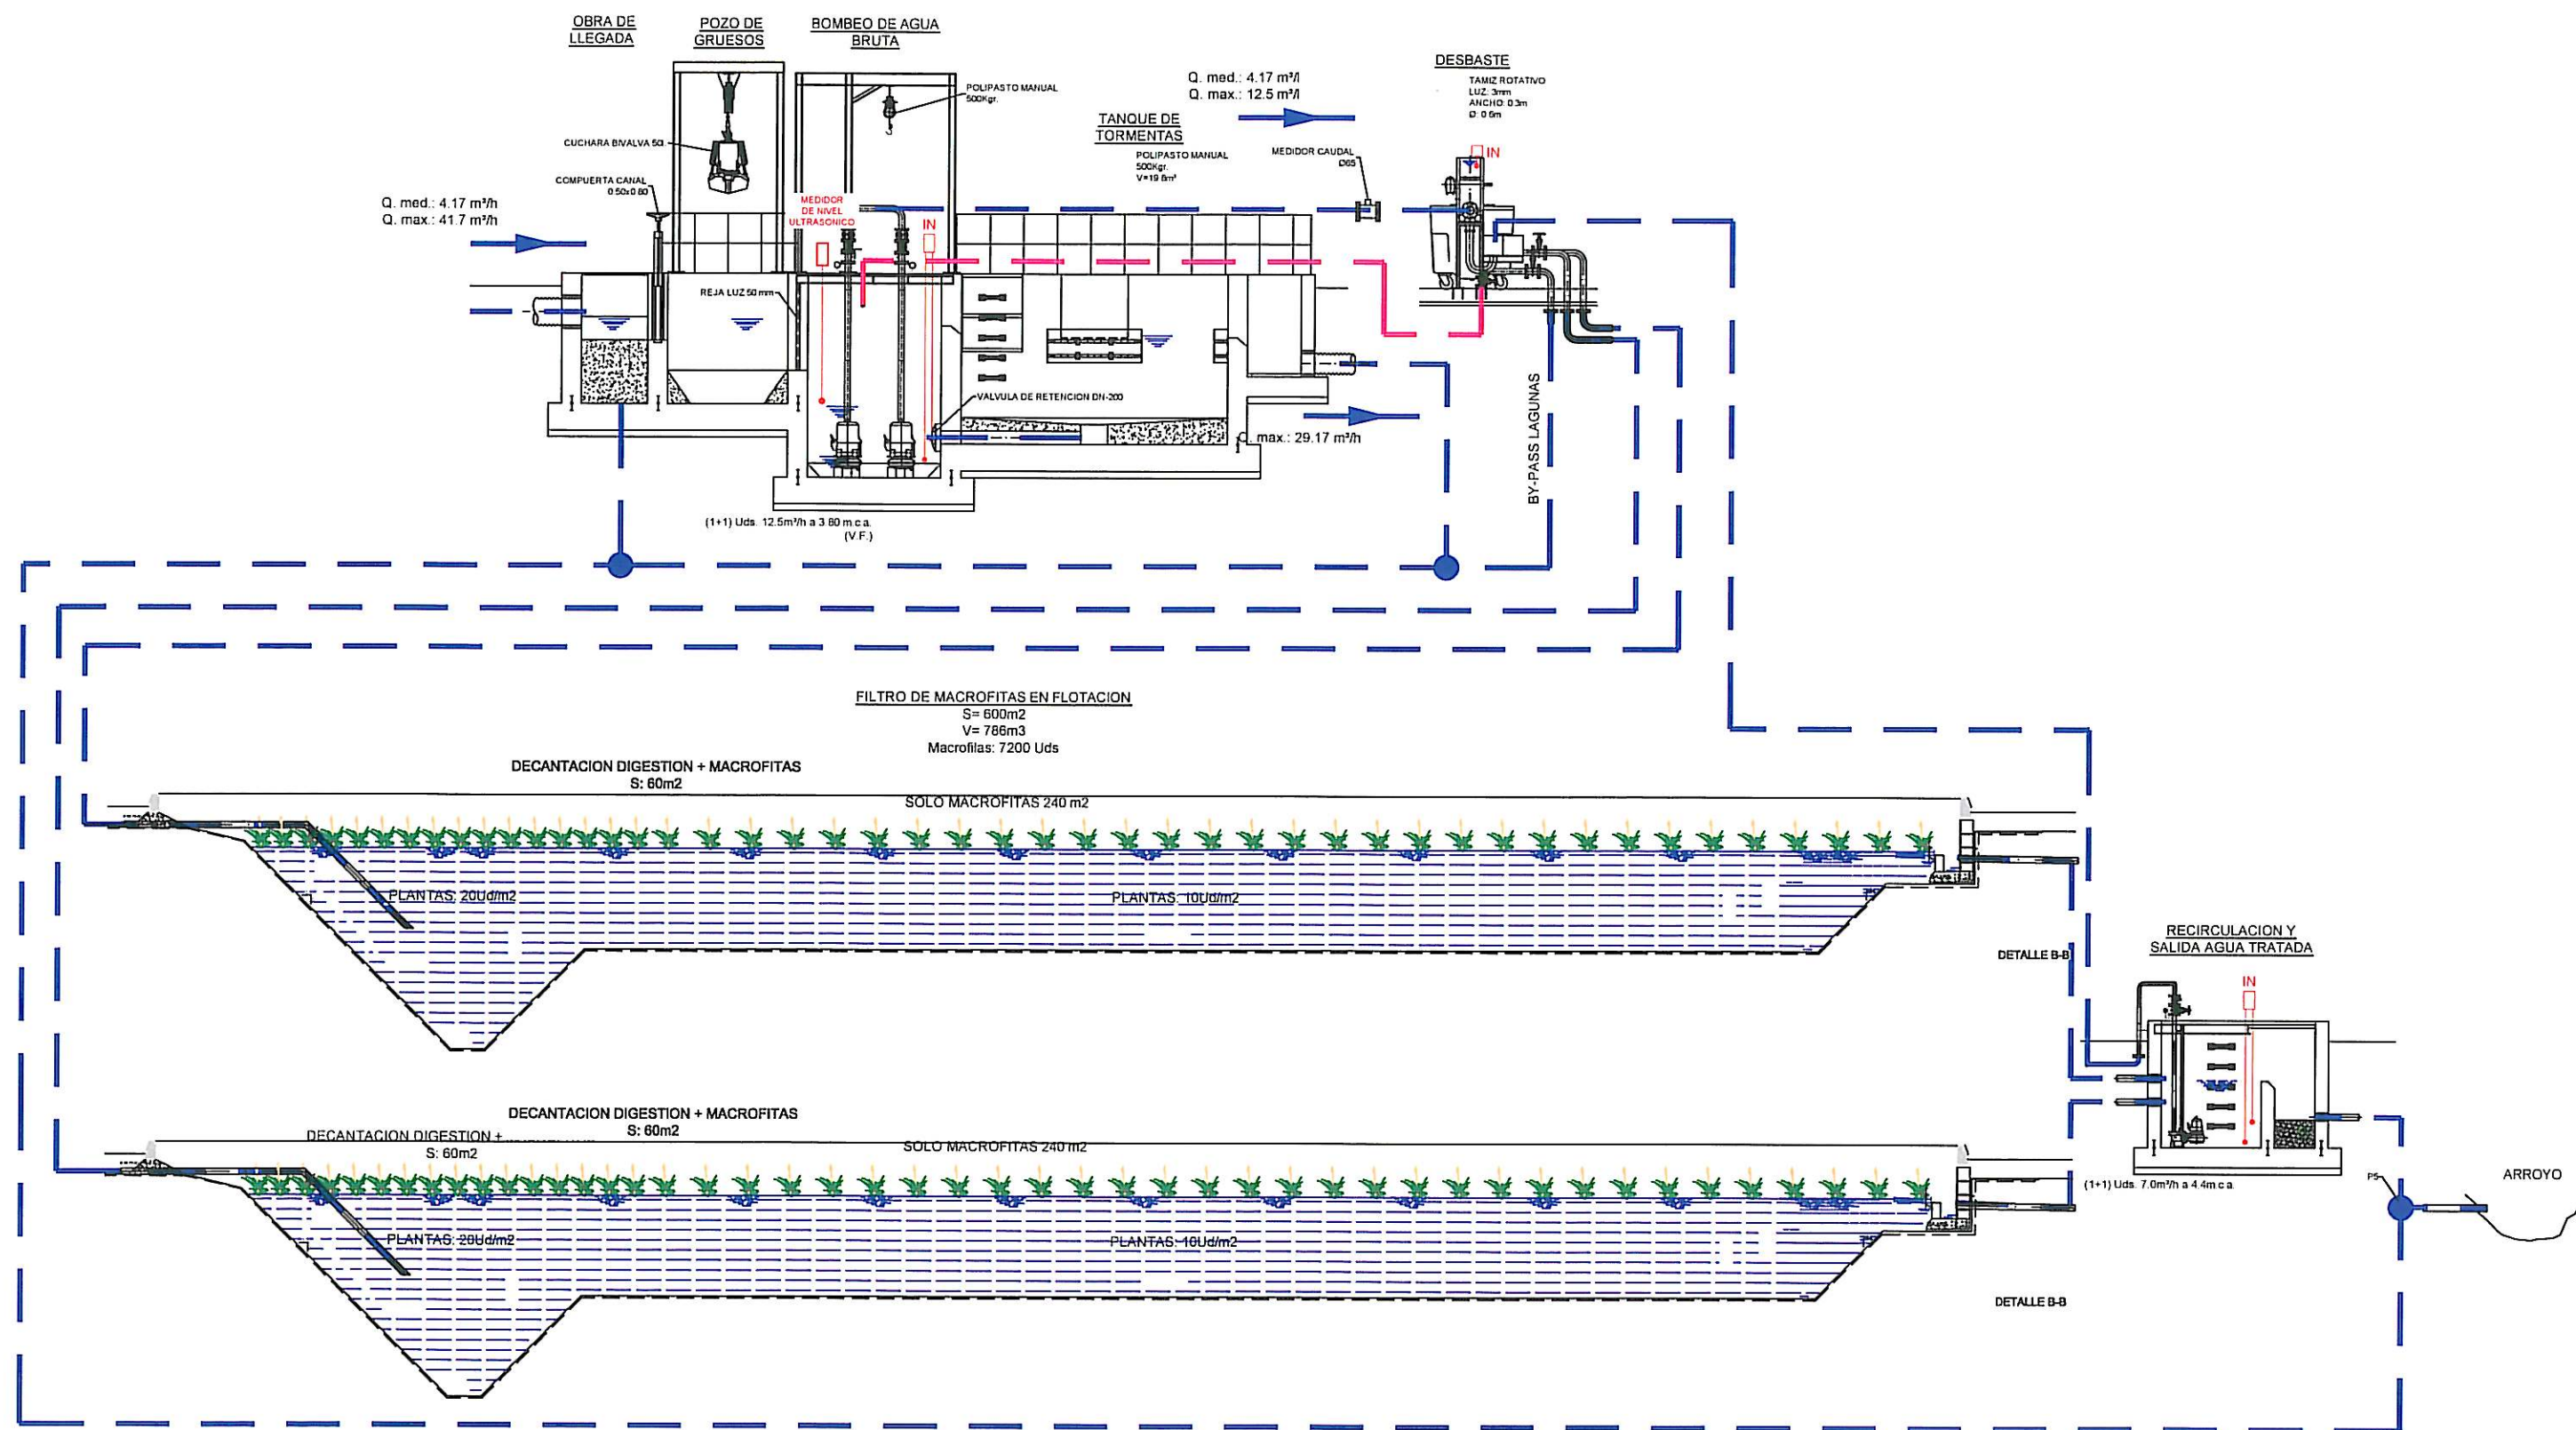 OBRA DE
LLEGADA
POZO DE
GRUESOS
BOMBEO DE AGUA
BRUTA
POLIPASTO MANUAL
500Kgr.
CUCHARA BIVALVA 50l.
COMPUERTA CANAL
0.50x0.80
Q. med.: 4.17 m³/h
Q. max.: 41.7 m³/h
MEDIDOR
DE NIVEL
ULTRASONICO
IN
REJA LUZ 50 mm
Q. med.: 4.17 m³/l
Q. max.: 12.5 m³/l
TANQUE DE
TORMENTAS
POLIPASTO MANUAL
500Kgr.
MEDIDOR CAUDAL
Ø65
DESBASTE
TAMIZ ROTATIVO
LUZ: 3mm
ANCHO: 0.3m
IN
VALVULA DE RETENCION DN-200
Q. max.: 29.17 m³/h
(1+1) Uds. 12.5m³/h a 3.80 m.c.a.
(V.F.)
BY-PASS LAGUNAS
FILTRO DE MACROFITAS EN FLOTACION
S= 600m2
V= 786m3
Macrofilas: 7200 Uds
DECANTACION DIGESTION + MACROFITAS
S: 60m2
SOLO MACROFITAS 240 m2
PLANTAS: 20Ud/m2
PLANTAS: 10Ud/m2
DETALLE B-B
RECIRCULACION Y
SALIDA AGUA TRATADA
IN
(1+1) Uds. 7.0m³/h a 4.4m.c.a.
P5
ARROYO
DECANTACION DIGESTION + MACROFITAS
S: 60m2
DECANTACION DIGESTION +
S: 60m2
SOLO MACROFITAS 240 m2
PLANTAS: 20Ud/m2
PLANTAS: 10Ud/m2
DETALLE B-B